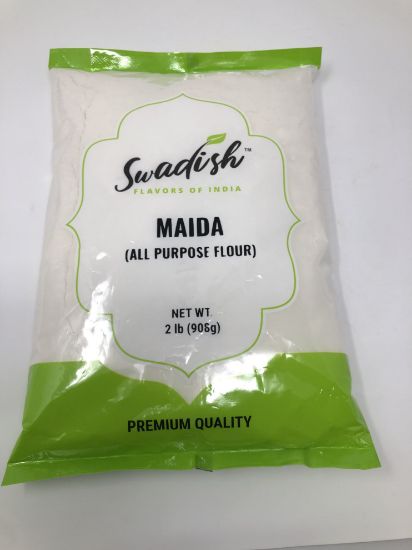 Swadish™
FLAVORS OF INDIA
MAIDA
(ALL PURPOSE FLOUR)
NET WT.
2 lb (908g)
PREMIUM QUALITY